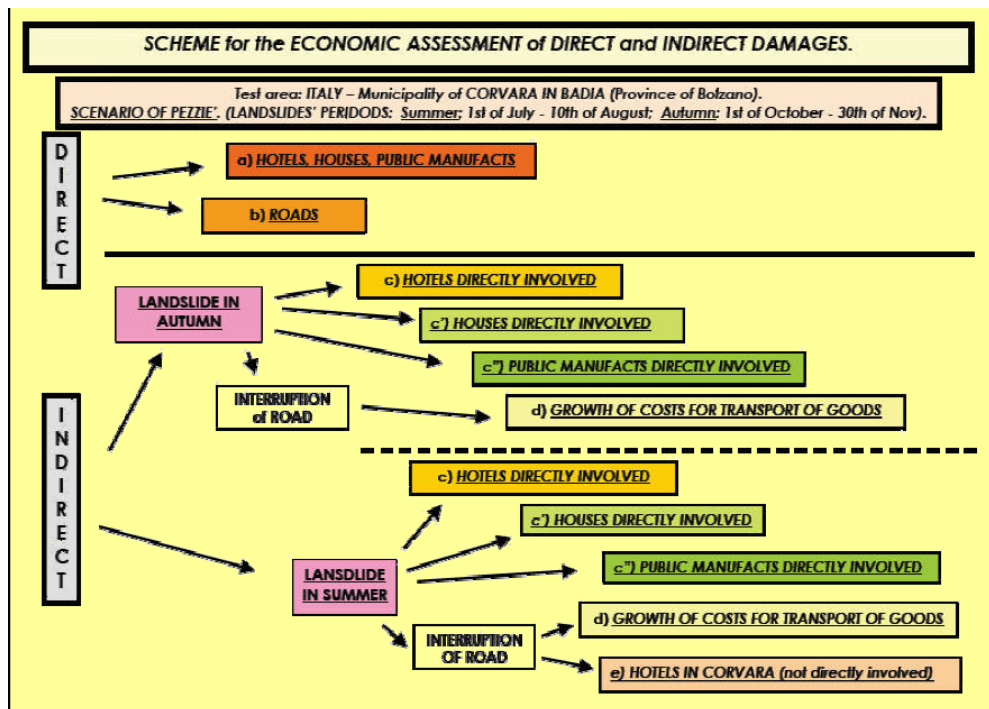 SCHEME for the ECONOMIC ASSESSMENT of DIRECT and INDIRECT DAMAGES.
Test area: ITALY – Municipality of CORVARA IN BADIA (Province of Bolzano).
SCENARIO OF PEZZIE'. (LANDSLIDES' PERIDODS: Summer; 1st of July - 10th of August; Autumn: 1st of October - 30th of Nov).
DIRECT
a) HOTELS, HOUSES, PUBLIC MANUFACTS
b) ROADS
INDIRECT
LANDSLIDE IN
AUTUMN
c) HOTELS DIRECTLY INVOLVED
c') HOUSES DIRECTLY INVOLVED
c'') PUBLIC MANUFACTS DIRECTLY INVOLVED
INTERRUPTION
of ROAD
d) GROWTH OF COSTS FOR TRANSPORT OF GOODS
LANSDLIDE
IN SUMMER
c) HOTELS DIRECTLY INVOLVED
c') HOUSES DIRECTLY INVOLVED
c'') PUBLIC MANUFACTS DIRECTLY INVOLVED
INTERRUPTION
OF ROAD
d) GROWTH OF COSTS FOR TRANSPORT OF GOODS
e) HOTELS IN CORVARA (not directly involved)